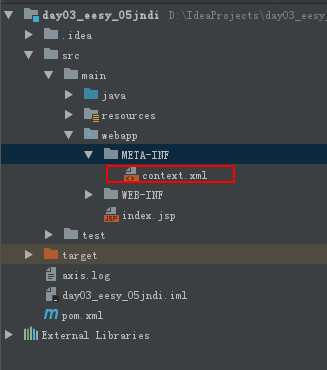 day03_eesy_05jndi D:\IdeaProjects\day03_ees
.idea
src
main
java
resources
webapp
META-INF
context.xml
WEB-INF
index.jsp
test
target
axis.log
day03_eesy_05jndi.iml
pom.xml
External Libraries